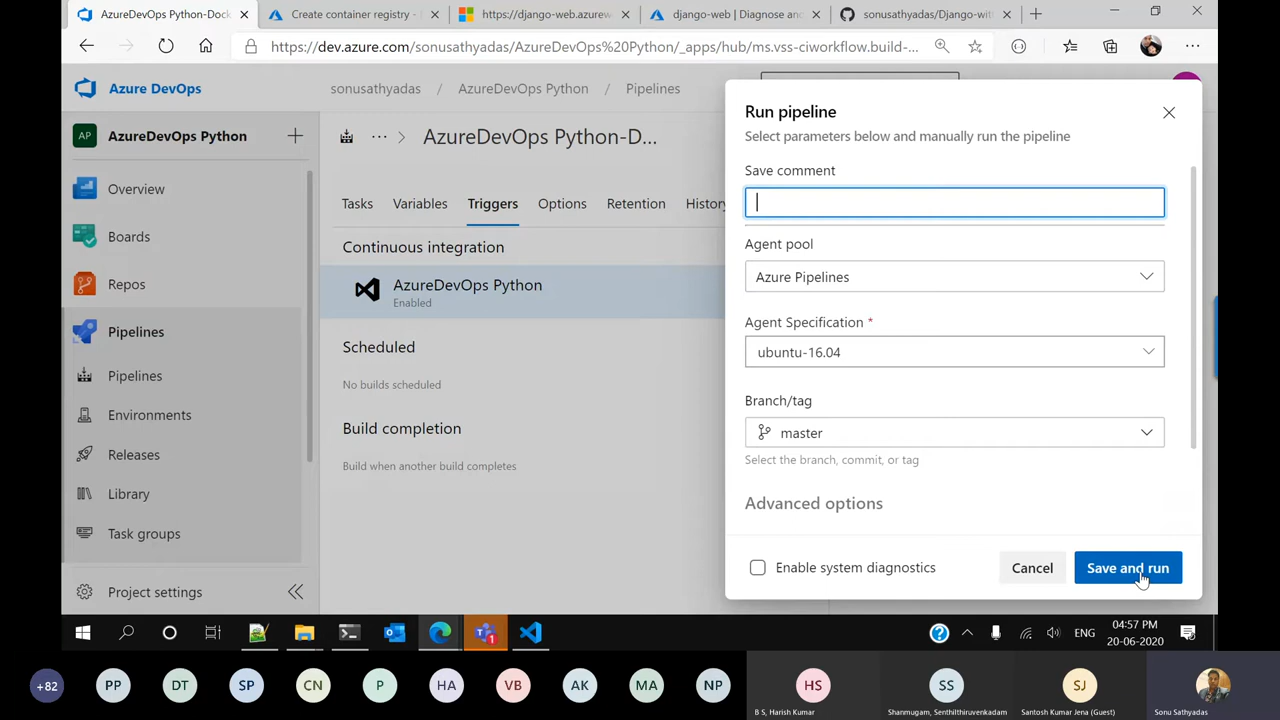 AzureDevOps Python-Dock
Create container registry -
https://django-web.azurewe
django-web | Diagnose and
sonusathyadas/Django-with
https://dev.azure.com/sonusathyadas/AzureDevOps%20Python/_apps/hub/ms.vss-ciworkflow.build-...
Azure DevOps
sonusathyadas / AzureDevOps Python / Pipelines
AP AzureDevOps Python
Overview
Boards
Repos
Pipelines
Pipelines
Environments
Releases
Library
Task groups
Project settings
AzureDevOps Python-D...
Tasks Variables Triggers Options Retention History
Continuous integration
AzureDevOps Python
Enabled
Scheduled
No builds scheduled
Build completion
Build when another build completes
Run pipeline
Select parameters below and manually run the pipeline
Save comment
Agent pool
Azure Pipelines
Agent Specification *
ubuntu-16.04
Branch/tag
master
Select the branch, commit, or tag
Advanced options
Enable system diagnostics
Cancel
Save and run
ENG
04:57 PM
20-06-2020
+82 PP DT SP CN P HA VB AK MA NP HS SS SJ
B S, Harish Kumar
Shanmugam, Senthilthiruvenkadam
Santosh Kumar Jena (Guest)
Sonu Sathyadas